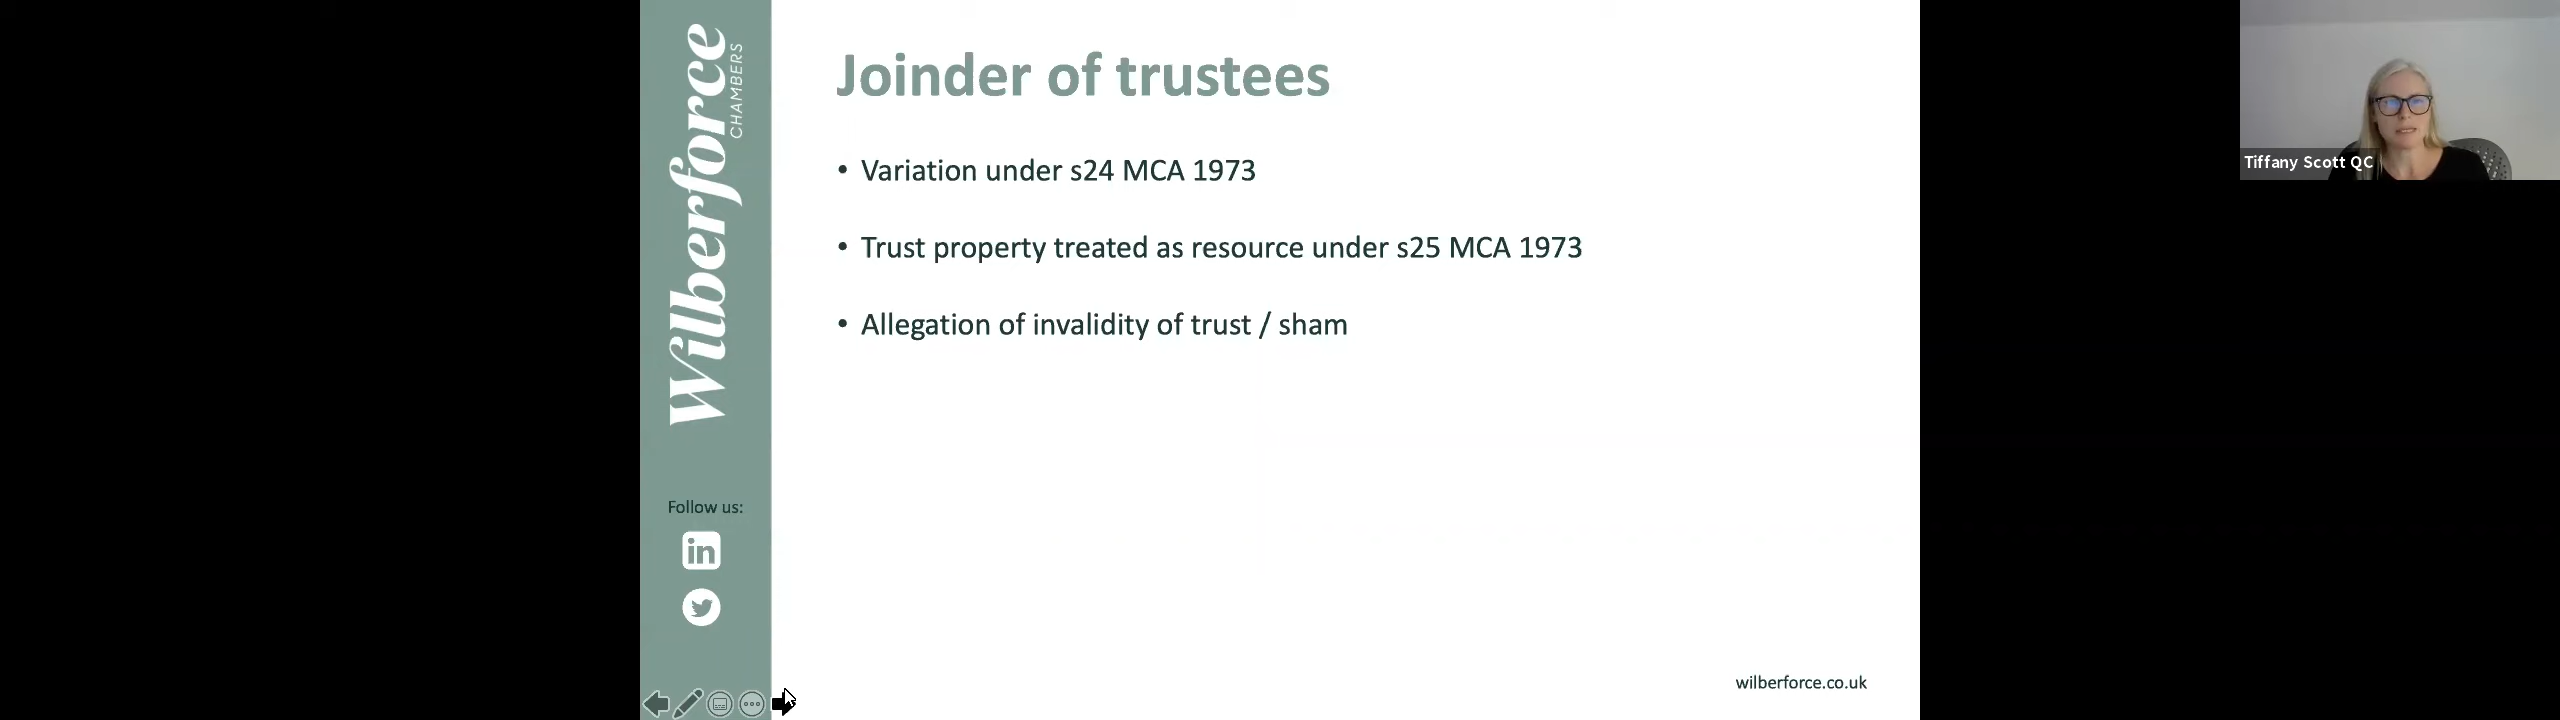 Wilberforce
CHAMBERS
Joinder of trustees
• Variation under s24 MCA 1973
• Trust property treated as resource under s25 MCA 1973
• Allegation of invalidity of trust / sham
Follow us:
in
wilberforce.co.uk
Tiffany Scott QC